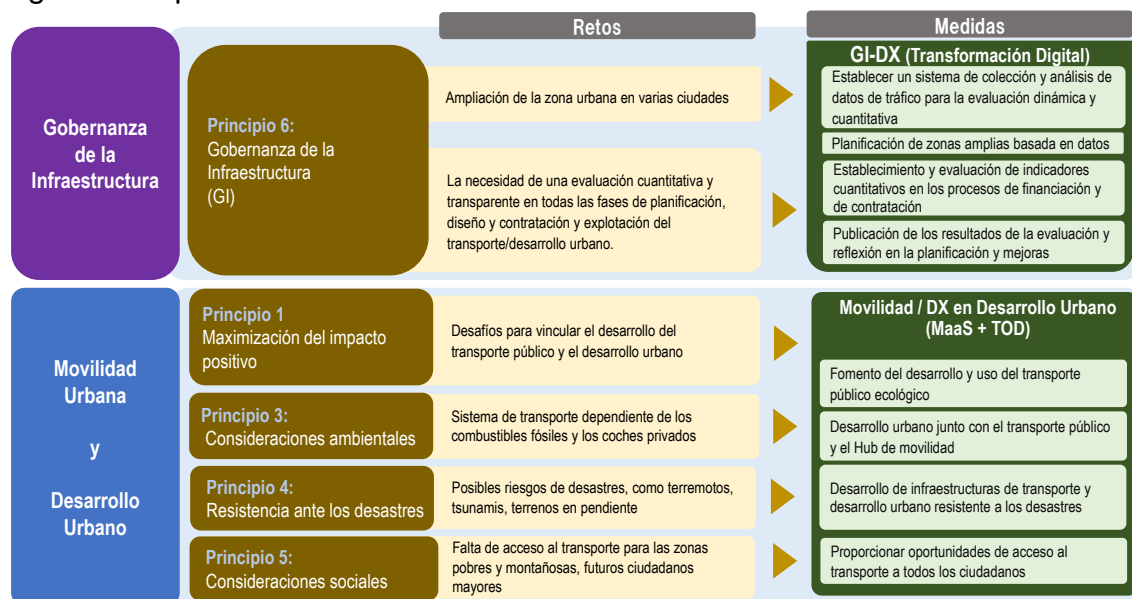 Retos
Medidas
Gobernanza
de la
Infraestructura
Principio 6:
Gobernanza de la
Infraestructura
(GI)
Ampliación de la zona urbana en varias ciudades
La necesidad de una evaluación cuantitativa y
transparente en todas las fases de planificación,
diseño y contratación y explotación del
transporte/desarrollo urbano.
GI-DX (Transformación Digital)
Establecer un sistema de colección y análisis de
datos de tráfico para la evaluación dinámica y
cuantitativa
Planificación de zonas amplias basada en datos
Establecimiento y evaluación de indicadores
cuantitativos en los procesos de financiación y
de contratación
Publicación de los resultados de la evaluación y
reflexión en la planificación y mejoras
Movilidad
Urbana
y
Desarrollo
Urbano
Principio 1
Maximización del impacto
positivo
Desafíos para vincular el desarrollo del
transporte público y el desarrollo urbano
Principio 3:
Consideraciones ambientales
Sistema de transporte dependiente de los
combustibles fósiles y los coches privados
Principio 4:
Resistencia ante los desastres
Posibles riesgos de desastres, como terremotos,
tsunamis, terrenos en pendiente
Principio 5:
Consideraciones sociales
Falta de acceso al transporte para las zonas
pobres y montañosas, futuros ciudadanos
mayores
Movilidad / DX en Desarrollo Urbano
(MaaS + TOD)
Fomento del desarrollo y uso del transporte
público ecológico
Desarrollo urbano junto con el transporte público
y el Hub de movilidad
Desarrollo de infraestructuras de transporte y
desarrollo urbano resistente a los desastres
Proporcionar oportunidades de acceso al
transporte a todos los ciudadanos